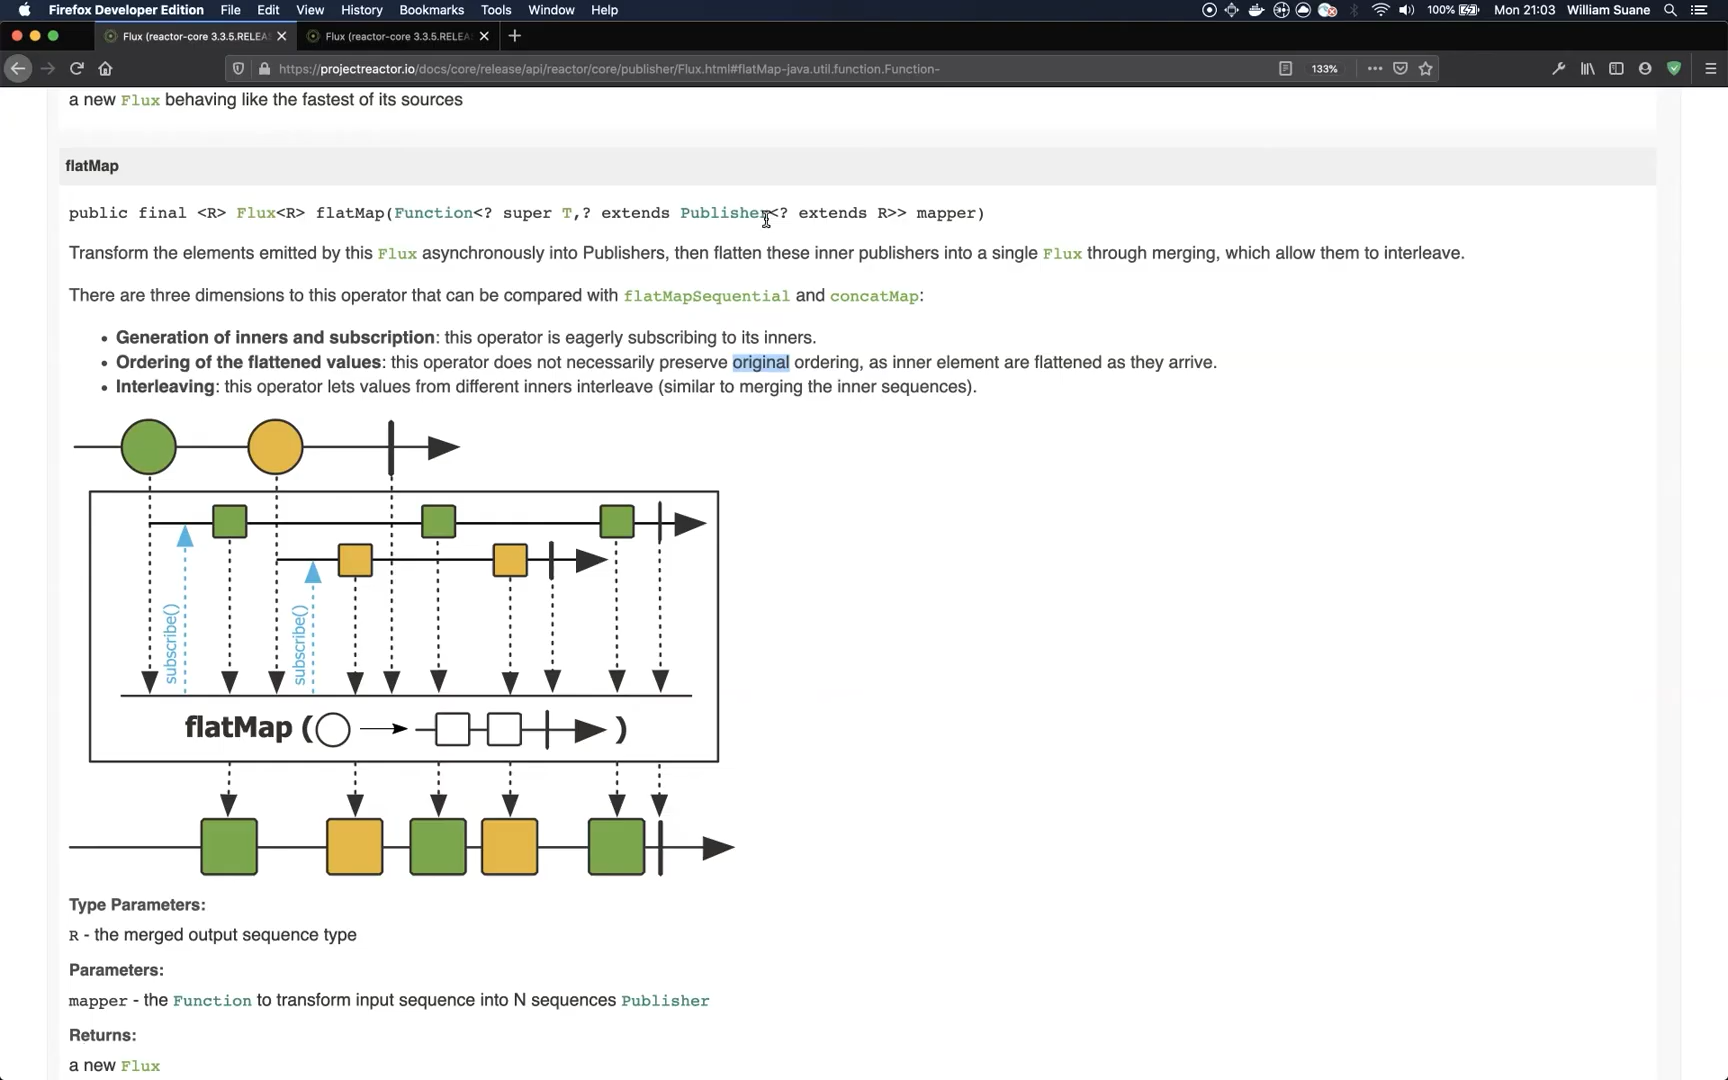 Firefox Developer Edition File Edit View History Bookmarks Tools Window Help 100% Mon 21:03 William Suane
Flux (reactor-core 3.3.5.RELEA Flux (reactor-core 3.3.5.RELEA
https://projectreactor.io/docs/core/release/api/reactor/core/publisher/Flux.html#flatMap-java.util.function.Function- 133%
a new Flux behaving like the fastest of its sources
flatMap
public final <R> Flux<R> flatMap(Function<? super T,? extends Publisher<? extends R>> mapper)
Transform the elements emitted by this Flux asynchronously into Publishers, then flatten these inner publishers into a single Flux through merging, which allow them to interleave.
There are three dimensions to this operator that can be compared with flatMapSequential and concatMap:
• Generation of inners and subscription: this operator is eagerly subscribing to its inners.
• Ordering of the flattened values: this operator does not necessarily preserve original ordering, as inner element are flattened as they arrive.
• Interleaving: this operator lets values from different inners interleave (similar to merging the inner sequences).
subscribe() subscribe()
flatMap ( )
Type Parameters:
R - the merged output sequence type
Parameters:
mapper - the Function to transform input sequence into N sequences Publisher
Returns:
a new Flux